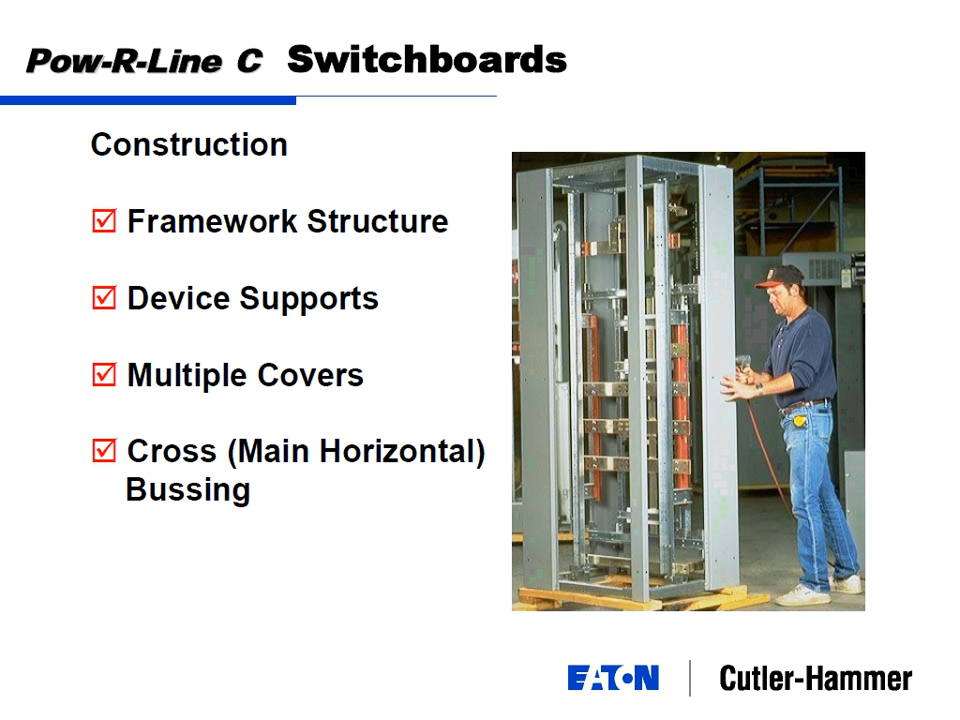 Pow-R-Line C Switchboards
Construction
Framework Structure
Device Supports
Multiple Covers
Cross (Main Horizontal)
Bussing
EATON Cutler-Hammer